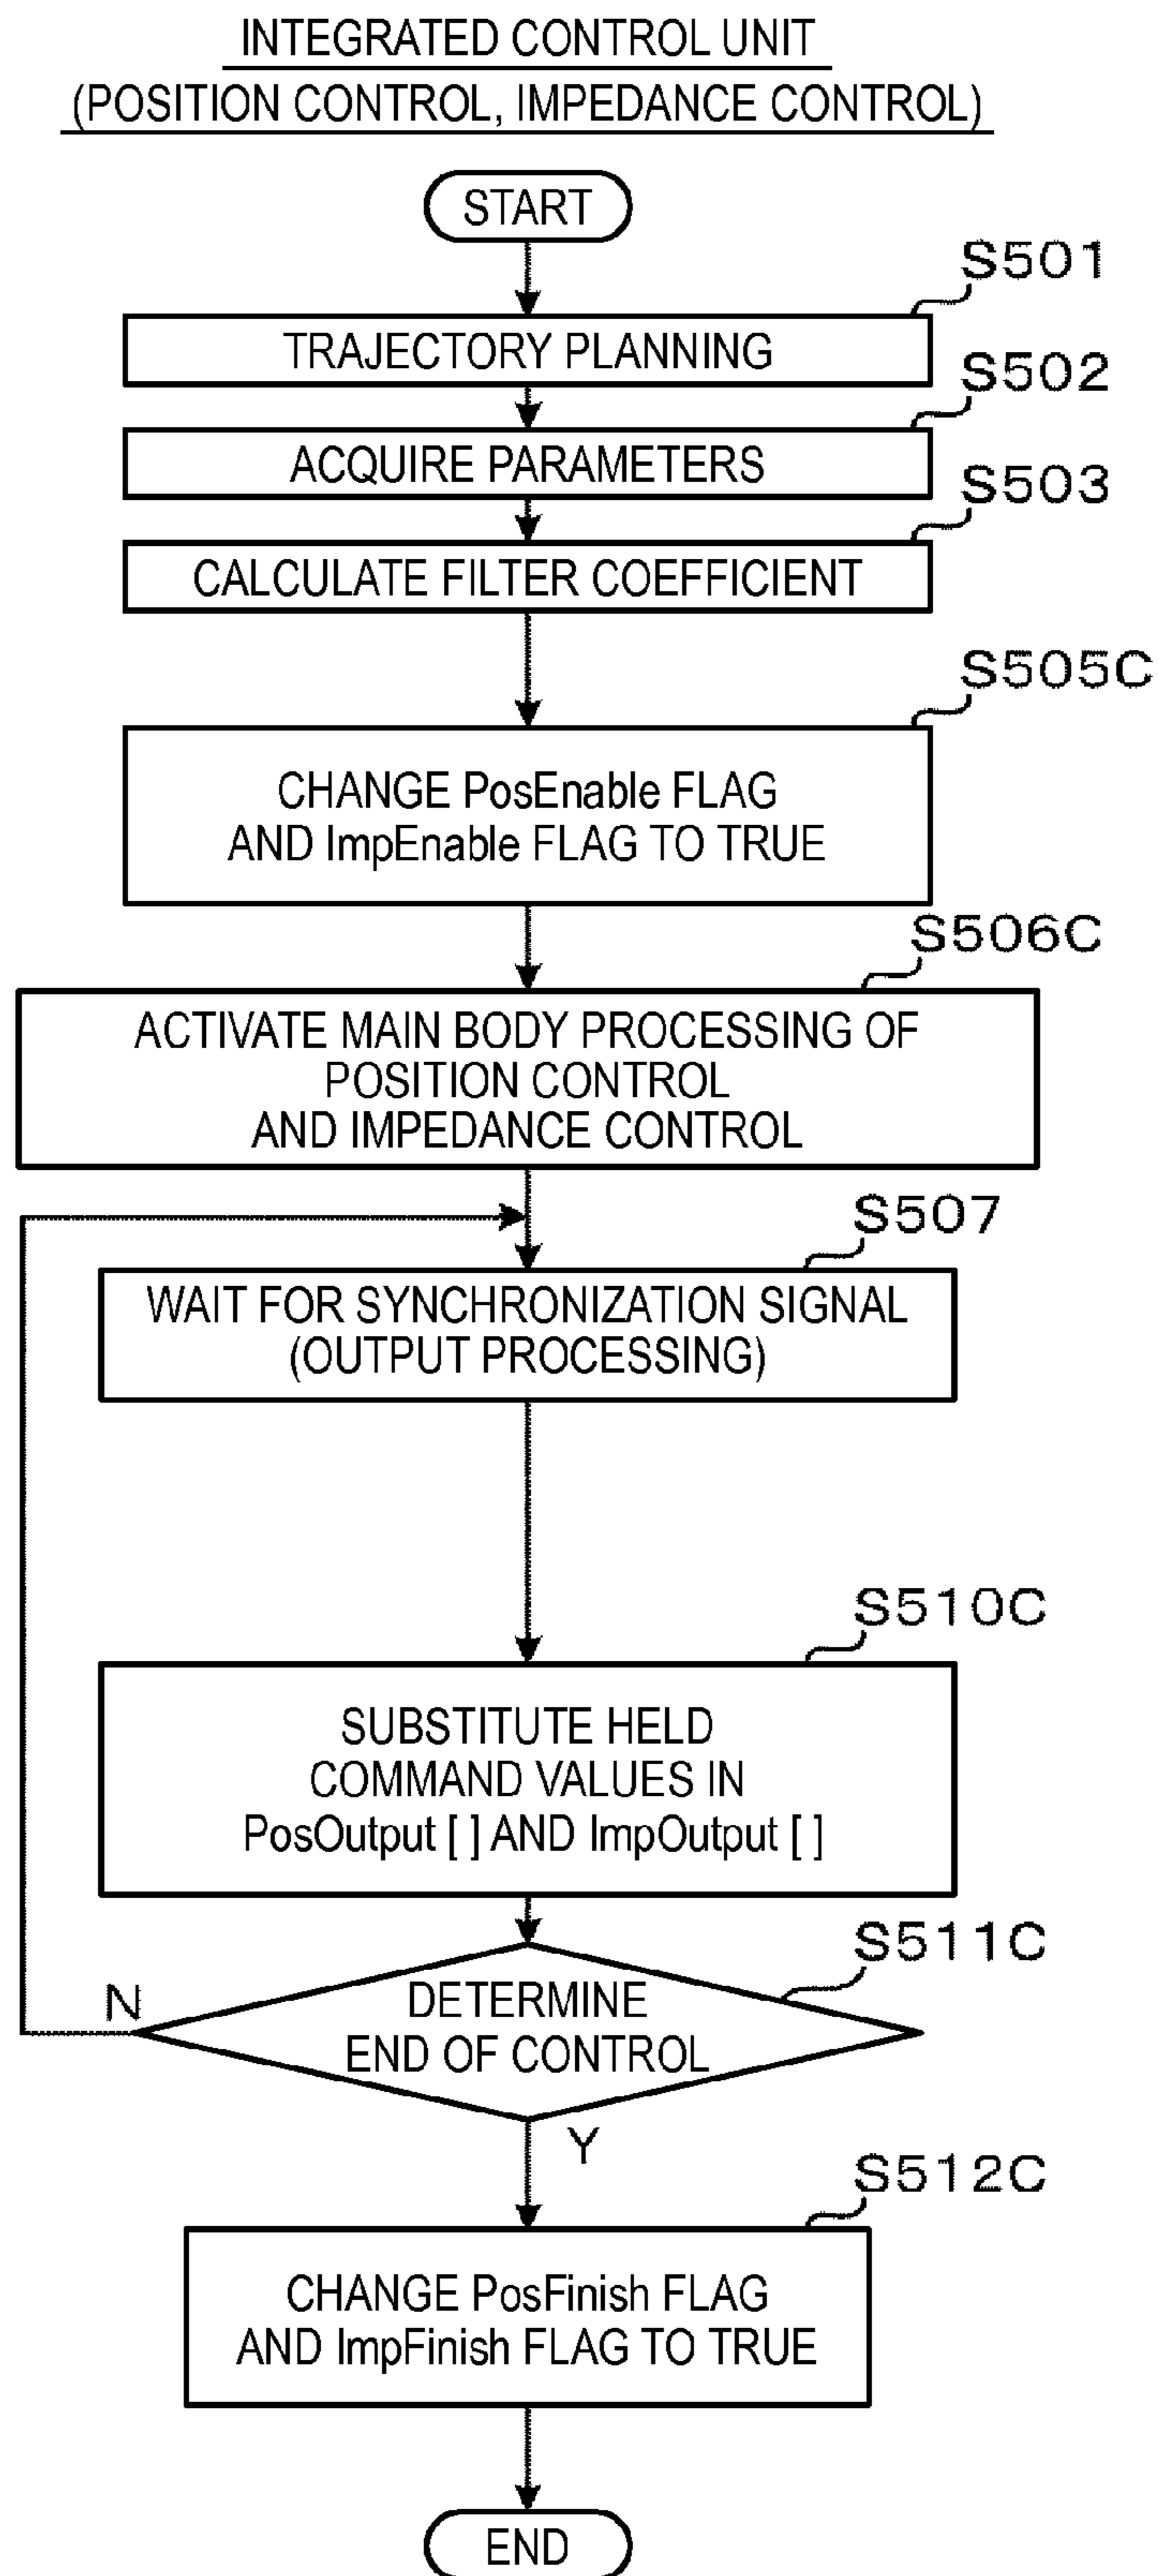 INTEGRATED CONTROL UNIT
(POSITION CONTROL, IMPEDANCE CONTROL)
START
S501
TRAJECTORY PLANNING
S502
ACQUIRE PARAMETERS
S503
CALCULATE FILTER COEFFICIENT
S505C
CHANGE PosEnable FLAG
AND ImpEnable FLAG TO TRUE
S506C
ACTIVATE MAIN BODY PROCESSING OF
POSITION CONTROL
AND IMPEDANCE CONTROL
S507
WAIT FOR SYNCHRONIZATION SIGNAL
(OUTPUT PROCESSING)
S510C
SUBSTITUTE HELD
COMMAND VALUES IN
PosOutput [ ] AND ImpOutput [ ]
S511C
N
DETERMINE
END OF CONTROL
Y
S512C
CHANGE PosFinish FLAG
AND ImpFinish FLAG TO TRUE
END